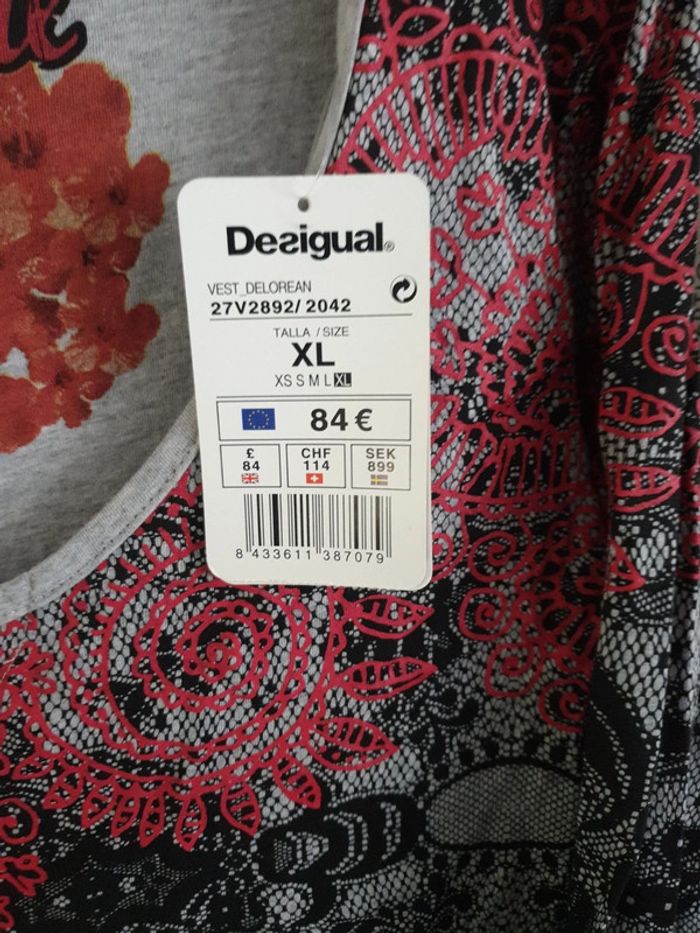 Desigual®
VEST_DELOREAN
27V2892/ 2042
TALLA / SIZE
XL
XS S M L XL
84 €
£ CHF SEK
84 114 899
8 433611 387079